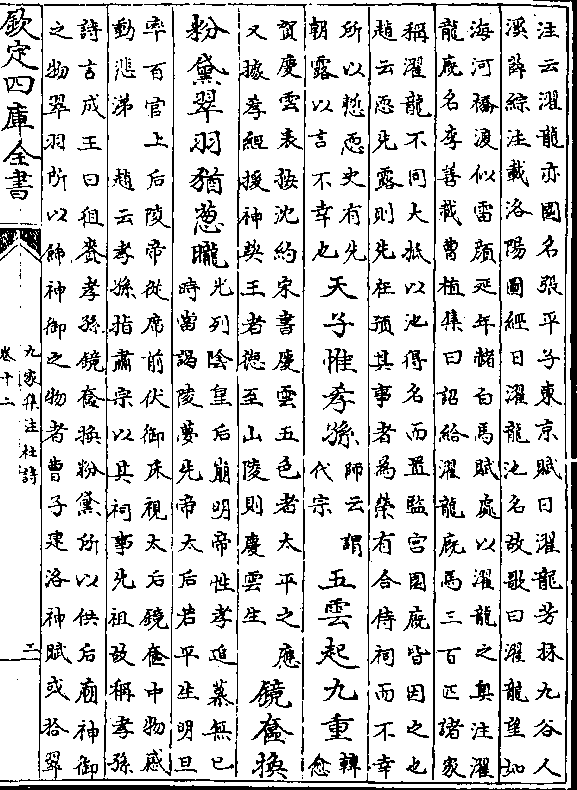 注云濯龍亦園名張平子東京賦曰濯龍芳林九谷八
溪薛綜注載洛陽圖經曰濯龍池名故歌曰濯龍望如
海河橋渡似雷顔延年赭白馬賦處以濯龍之奥注濯
龍廐名李善載曹植集曰詔給濯龍廐馬三百匹諸家
稱濯龍不同大抵以池得名而置監宮園廐皆因之也
趙云恧先露則先在預其事者為榮有合侍祠而不幸
所以愍恧史有先
朝露以言不幸也
天子惟孝孫
師云謂
代宗
五雲起九重
韓
愈
賀慶雲表按沈約宋書慶雲五色者太平之應
又據孝經援神契王者徳至山陵則慶雲生
鏡奩換
粉黛翠羽猶葱朧
光列陰皇后崩明帝性孝追慕無已
時當謁陵夢先帝太后若平生明旦
率百官上后陵帝從席前伏御床視太后鏡奩中物感
動悲涕 趙云孝孫指肅宗以其祠事先祖故稱孝孫
詩言成王曰徂賚孝孫鏡奩換粉黛所以供后廟神御
之物翠羽所以飾神御之物者曹子建洛神賦或拾翠
欽定四庫全書
九家集注杜詩
卷十二
三